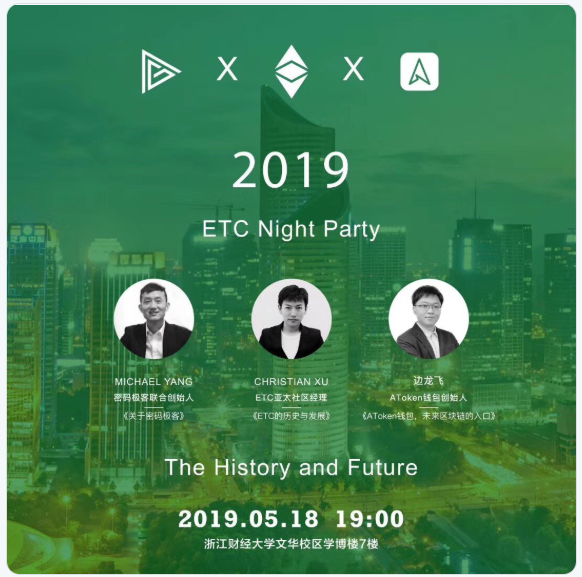 X X
2019
ETC Night Party
MICHAEL YANG
密码极客联合创始人
《关于密码极客》
CHRISTIAN XU
ETC亚太社区经理
《ETC的历史与发展》
边龙飞
AToken钱包创始人
《AToken钱包，未来区块链的入口》
The History and Future
2019.05.18 19:00
浙江财经大学文华校区学博楼7楼